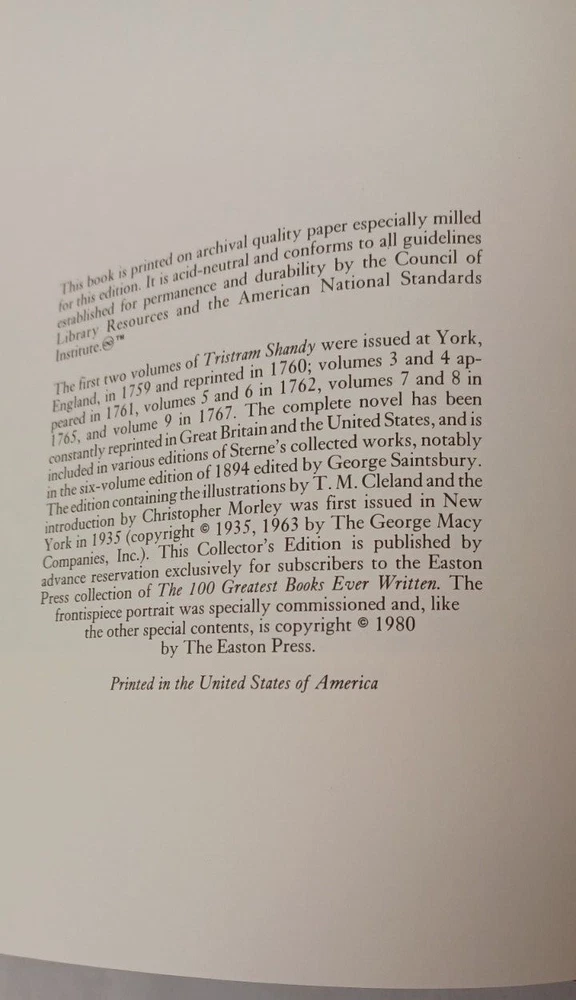 This book is printed on archival quality paper especially milled
for this edition. It is acid-neutral and conforms to all guidelines
established for permanence and durability by the Council of
Library Resources and the American National Standards
Institute.♾™
The first two volumes of Tristram Shandy were issued at York,
England, in 1759 and reprinted in 1760; volumes 3 and 4 ap-
peared in 1761, volumes 5 and 6 in 1762, volumes 7 and 8 in
1765, and volume 9 in 1767. The complete novel has been
constantly reprinted in Great Britain and the United States, and is
included in various editions of Sterne's collected works, notably
in the six-volume edition of 1894 edited by George Saintsbury.
The edition containing the illustrations by T. M. Cleland and the
introduction by Christopher Morley was first issued in New
York in 1935 (copyright © 1935, 1963 by The George Macy
Companies, Inc.). This Collector's Edition is published by
advance reservation exclusively for subscribers to the Easton
Press collection of The 100 Greatest Books Ever Written. The
frontispiece portrait was specially commissioned and, like
the other special contents, is copyright © 1980
by The Easton Press.
Printed in the United States of America